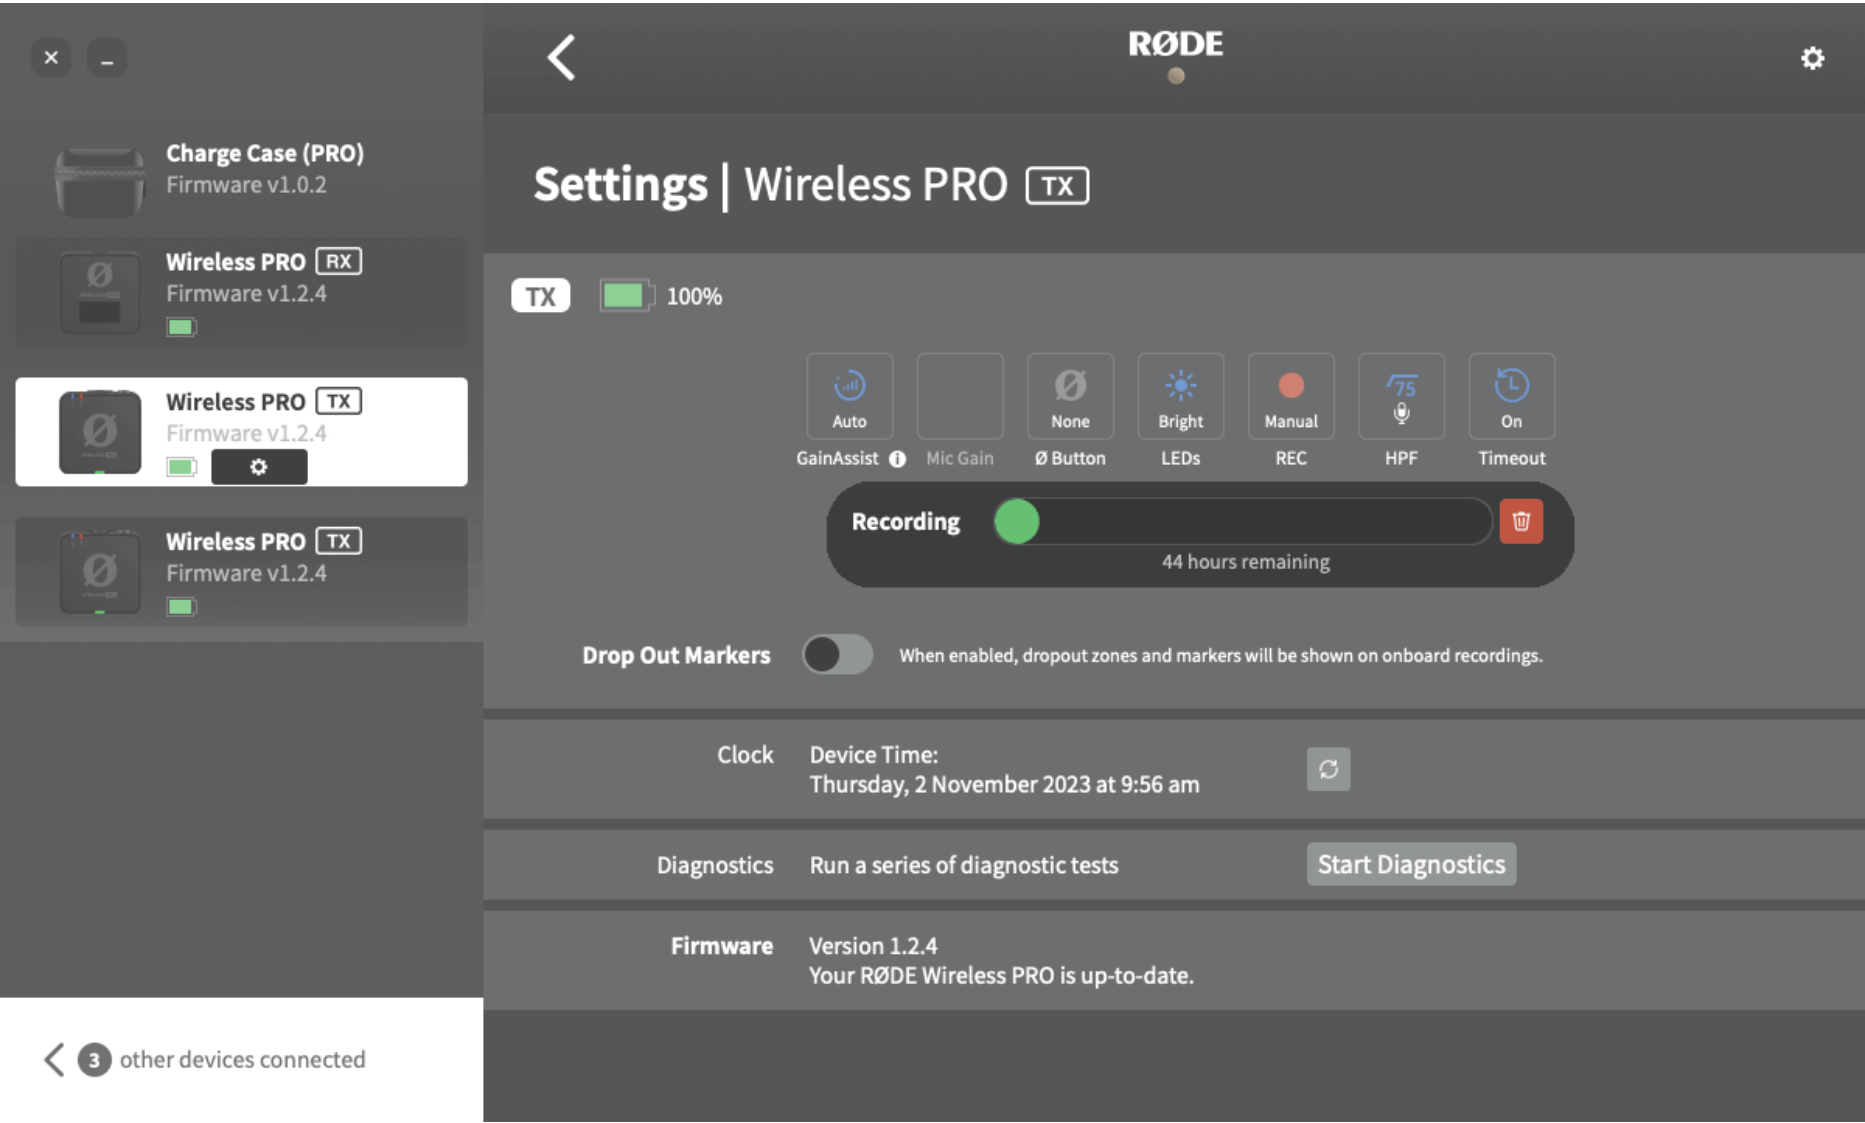 Charge Case (PRO)
Firmware v1.0.2
Wireless PRO RX
Firmware v1.2.4
Wireless PRO TX
Firmware v1.2.4
Wireless PRO TX
Firmware v1.2.4
3 other devices connected
RØDE
Settings | Wireless PRO TX
TX 100%
Auto None Bright Manual 75 On
GainAssist i Mic Gain Ø Button LEDs REC HPF Timeout
Recording
44 hours remaining
Drop Out Markers When enabled, dropout zones and markers will be shown on onboard recordings.
Clock Device Time:
Thursday, 2 November 2023 at 9:56 am
Diagnostics Run a series of diagnostic tests Start Diagnostics
Firmware Version 1.2.4
Your RØDE Wireless PRO is up-to-date.